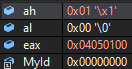 ah 0x01 '\x1'
al 0x00 '\0'
eax 0x04050100
MyId 0x00000000